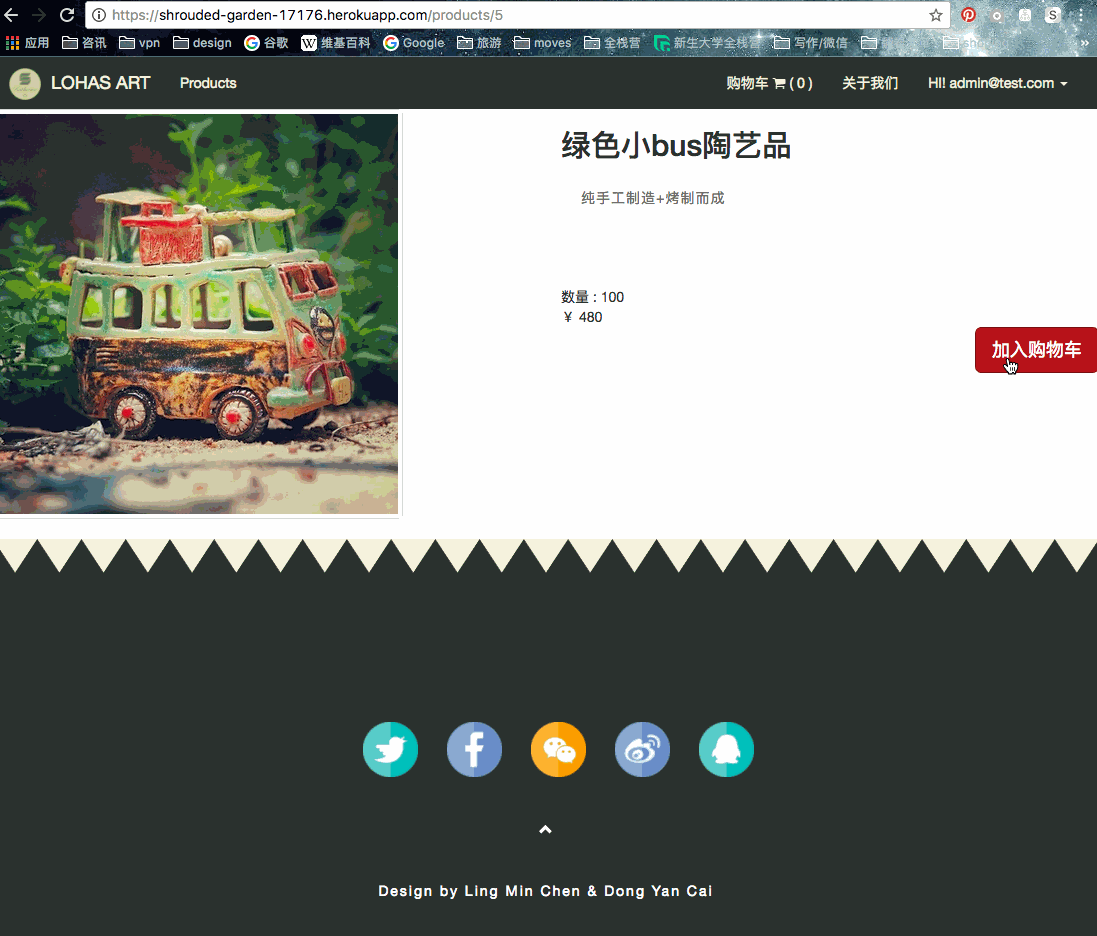 https://shrouded-garden-17176.herokuapp.com/products/5
应用 咨讯 vpn design 谷歌 维基百科 Google 旅游 moves 全栈营 新生大学全栈营 写作/微信
LOHAS ART Products 购物车 ( 0 ) 关于我们 HI! admin@test.com
绿色小bus陶艺品
纯手工制造+烤制而成
数量 : 100
¥ 480
加入购物车
Design by Ling Min Chen & Dong Yan Cai